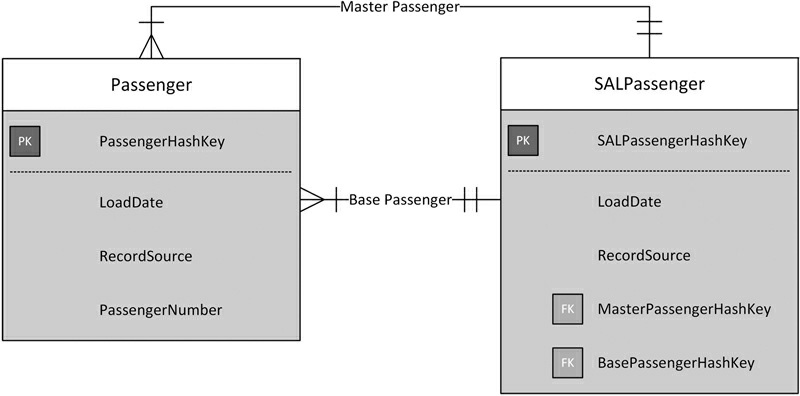 Master Passenger
Passenger
PK PassengerHashKey
LoadDate
RecordSource
PassengerNumber
Base Passenger
SALPassenger
PK SALPassengerHashKey
LoadDate
RecordSource
FK MasterPassengerHashKey
FK BasePassengerHashKey